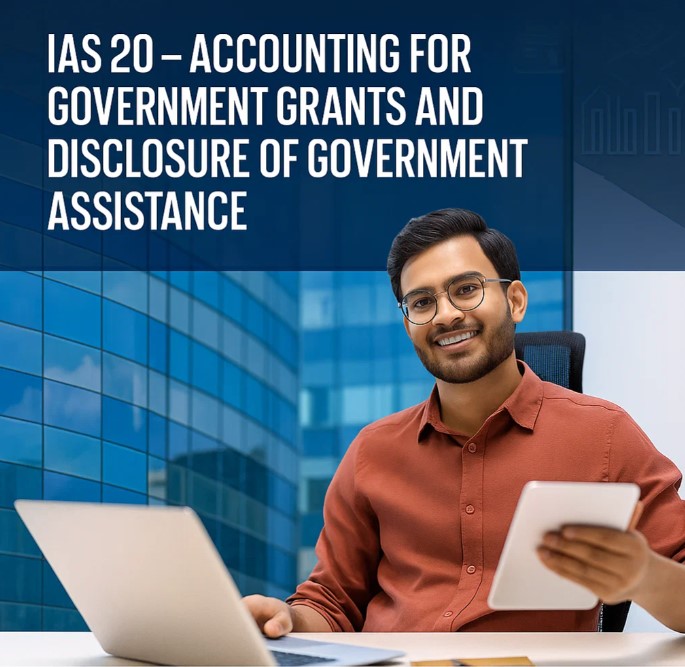 IAS 20 – ACCOUNTING FOR
GOVERNMENT GRANTS AND
DISCLOSURE OF GOVERNMENT
ASSISTANCE